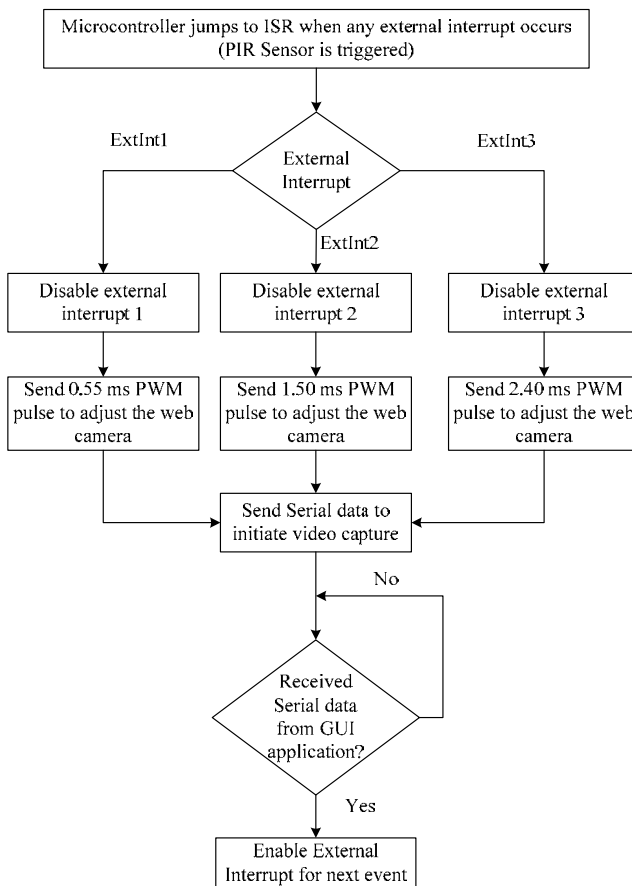 Microcontroller jumps to ISR when any external interrupt occurs
(PIR Sensor is triggered)
ExtInt1
External
Interrupt
ExtInt3
ExtInt2
Disable external
interrupt 1
Disable external
interrupt 2
Disable external
interrupt 3
Send 0.55 ms PWM
pulse to adjust the web
camera
Send 1.50 ms PWM
pulse to adjust the web
camera
Send 2.40 ms PWM
pulse to adjust the web
camera
Send Serial data to
initiate video capture
No
Received
Serial data
from GUI
application?
Yes
Enable External
Interrupt for next event